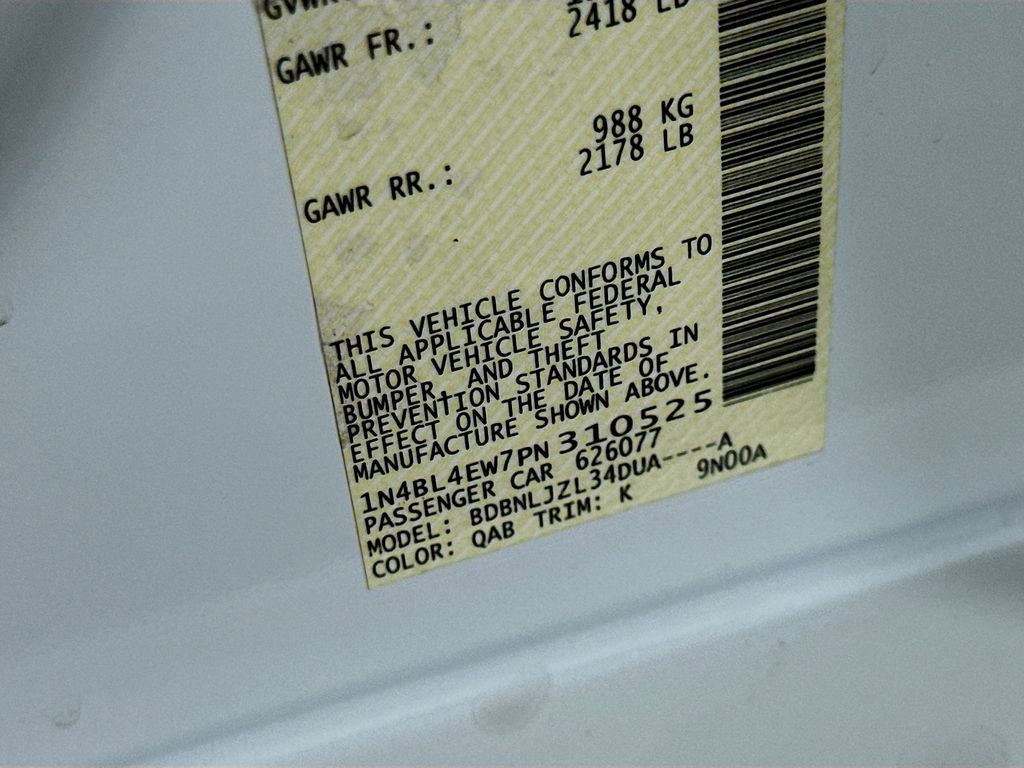 GAWR FR.: 2418 LB
988 KG
GAWR RR.: 2178 LB
THIS VEHICLE CONFORMS TO
ALL APPLICABLE FEDERAL
MOTOR VEHICLE SAFETY,
BUMPER, AND THEFT
PREVENTION STANDARDS IN
EFFECT ON THE DATE OF
MANUFACTURE SHOWN ABOVE.
1N4BL4EW7PN310525
PASSENGER CAR 626077
MODEL: BDBNLJZL34DUA----A
COLOR: QAB TRIM: K 9N00A